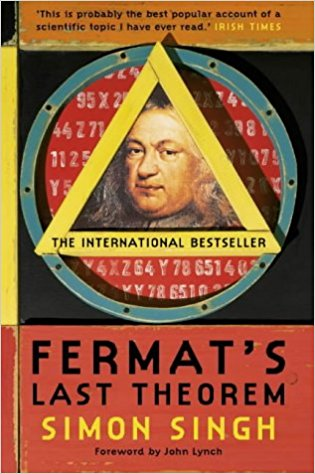 'This is probably the best popular account of a
scientific topic I have ever read.' IRISH TIMES
THE INTERNATIONAL BESTSELLER
Y4XZ64Y7865140
FERMAT'S
LAST THEOREM
SIMON SINGH
Foreword by John Lynch